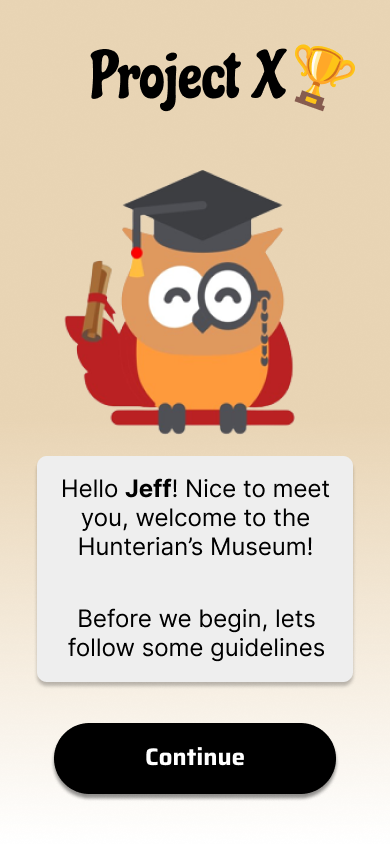 Project X
Hello Jeff! Nice to meet
you, welcome to the
Hunterian’s Museum!
Before we begin, lets
follow some guidelines
Continue